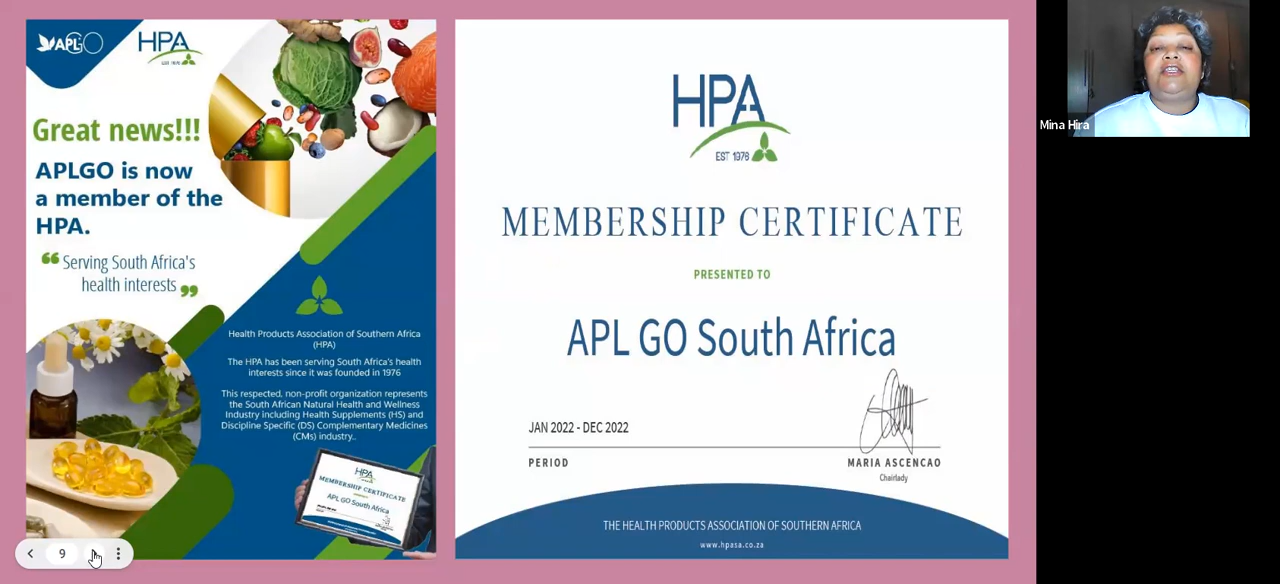 APLGO
HPA
EST 1976
Great news!!!
APLGO is now
a member of the
HPA.
“ Serving South Africa's
health interests ”
Health Products Association of Southern Africa
(HPA)
The HPA has been serving South Africa's health
interests since it was founded in 1976
This respected, non-profit organization represents
the South African Natural Health and Wellness
Industry including Health Supplements (HS) and
Discipline Specific (DS) Complementary Medicines
(CMs) industry..
HPA
MEMBERSHIP CERTIFICATE
APL GO South Africa
9
HPA
EST 1976
MEMBERSHIP CERTIFICATE
PRESENTED TO
APL GO South Africa
JAN 2022 - DEC 2022
PERIOD
MARIA ASCENCAO
Chairlady
THE HEALTH PRODUCTS ASSOCIATION OF SOUTHERN AFRICA
www.hpasa.co.za
Mina Hira